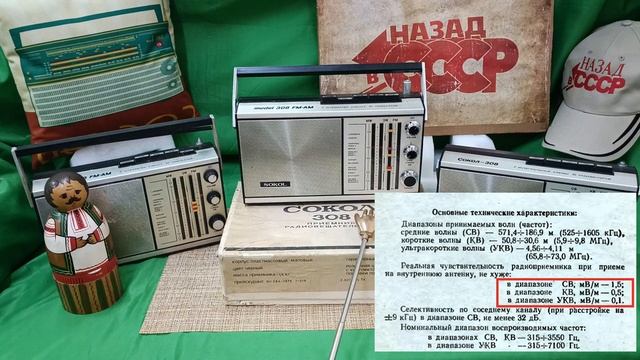 НАЗАД
В СССР
НАЗАД
В СССР
model 308 FM-AM
SOKOL
308 FM-AM
СОКОЛ-308
СОКОЛ
308
Основные технические характеристики:
Диапазоны принимаемых волн (частот):
средние волны (СВ) — 571,4÷186,9 м (525÷1605 кГц),
короткие волны (КВ) — 50,8÷30,6 м (5,9÷9,8 МГц),
ультракороткие волны (УКВ) — 4,56÷4,11 м
(65,8÷73,0 МГц).
Реальная чувствительность радиоприемника при приеме
на внутреннюю антенну, не хуже:
в диапазоне СВ, мВ/м — 1,5;
в диапазоне КВ, мВ/м — 0,5;
в диапазоне УКВ, мВ/м — 0,1.
Селективность по соседнему каналу (при расстройке на
±9 кГц) в диапазоне СВ, не менее 32 дБ.
Номинальный диапазон воспроизводимых частот:
в диапазонах СВ, КВ — 315÷3550 Гц,
в диапазоне УКВ — 315÷7100 Гц.